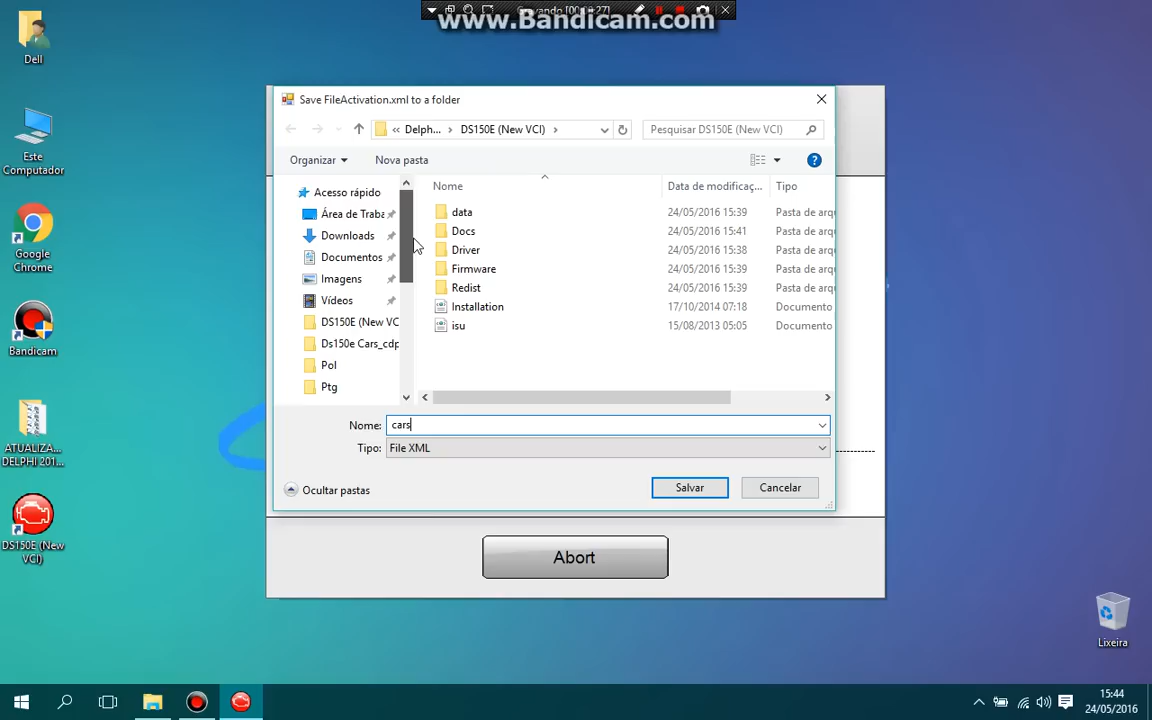 www.Bandicam.com
Dell
Este
Computador
Google
Chrome
Bandicam
ATUALIZA...
DELPHI 201...
DS150E (New
VCI)
Lixeira
Save FileActivation.xml to a folder
« Delph... › DS150E (New VCI) ›
Pesquisar DS150E (New VCI)
Organizar
Nova pasta
Acesso rápido
Área de Traba
Downloads
Documentos
Imagens
Vídeos
DS150E (New VC
Ds150e Cars_cdp
Pol
Ptg
Nome Data de modificaç... Tipo
data 24/05/2016 15:39 Pasta de arq
Docs 24/05/2016 15:41 Pasta de arq
Driver 24/05/2016 15:38 Pasta de arq
Firmware 24/05/2016 15:39 Pasta de arq
Redist 24/05/2016 15:39 Pasta de arq
Installation 17/10/2014 07:18 Documento
isu 15/08/2013 05:05 Documento
Nome: cars
Tipo: File XML
Ocultar pastas
Salvar
Cancelar
Abort
15:44
24/05/2016